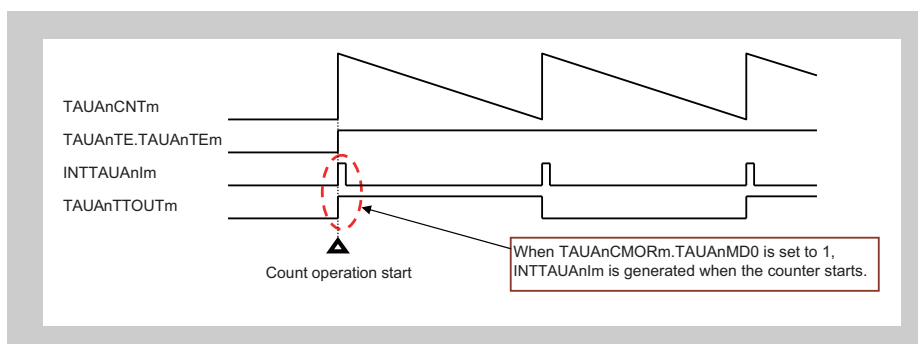 TAUAnCNTm
TAUAnTE.TAUAnTEm
INTTAUAnIm
TAUAnTTOUTm
When TAUAnCMORm.TAUAnMD0 is set to 1,
INTTAUAnIm is generated when the counter starts.
Count operation start